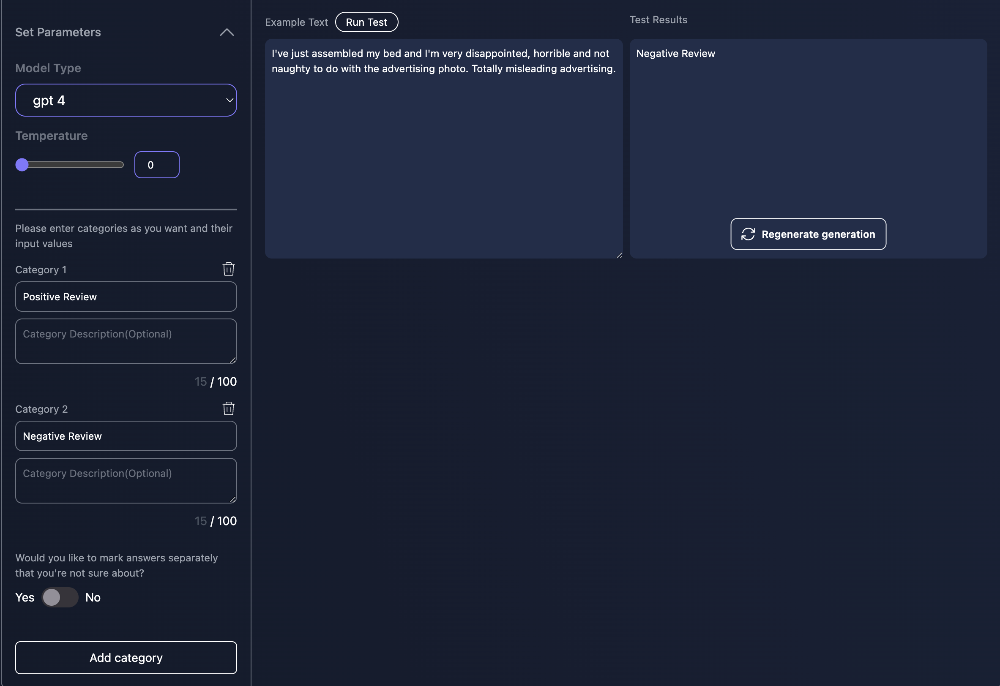 Set Parameters
Model Type
gpt 4
Temperature
0
Please enter categories as you want and their
input values
Category 1
Positive Review
Category Description(Optional)
15 / 100
Category 2
Negative Review
Category Description(Optional)
15 / 100
Would you like to mark answers separately
that you're not sure about?
Yes No
Add category
Example Text Run Test
I've just assembled my bed and I'm very disappointed, horrible and not
naughty to do with the advertising photo. Totally misleading advertising.
Test Results
Negative Review
Regenerate generation